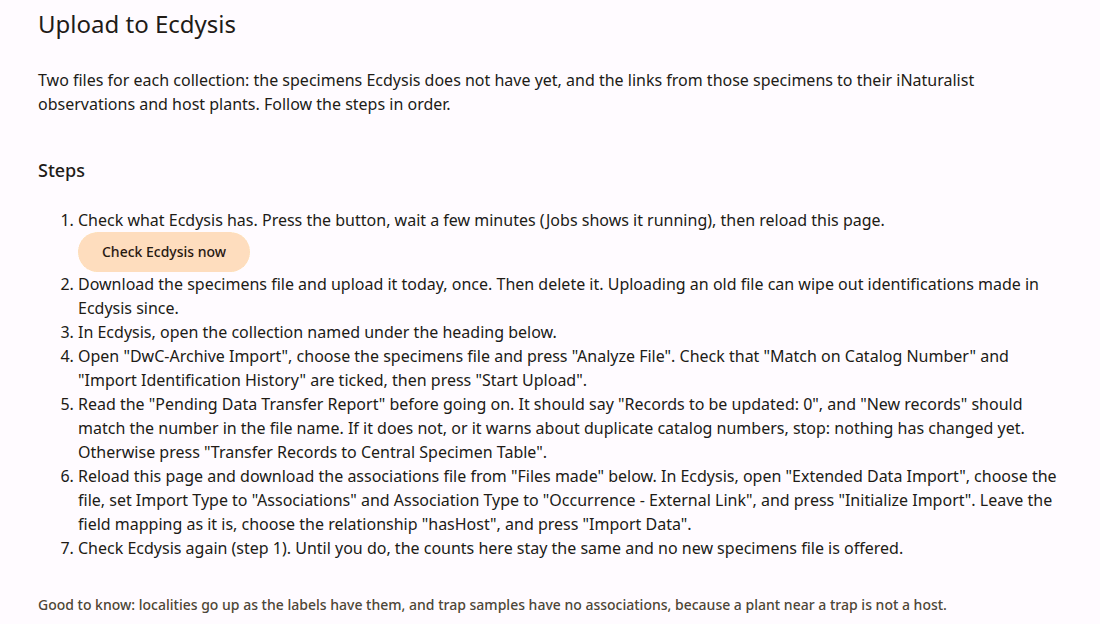 Upload to Ecdysis
Two files for each collection: the specimens Ecdysis does not have yet, and the links from those specimens to their iNaturalist
observations and host plants. Follow the steps in order.
Steps
1. Check what Ecdysis has. Press the button, wait a few minutes (Jobs shows it running), then reload this page.
Check Ecdysis now
2. Download the specimens file and upload it today, once. Then delete it. Uploading an old file can wipe out identifications made in
Ecdysis since.
3. In Ecdysis, open the collection named under the heading below.
4. Open "DwC-Archive Import", choose the specimens file and press "Analyze File". Check that "Match on Catalog Number" and
"Import Identification History" are ticked, then press "Start Upload".
5. Read the "Pending Data Transfer Report" before going on. It should say "Records to be updated: 0", and "New records" should
match the number in the file name. If it does not, or it warns about duplicate catalog numbers, stop: nothing has changed yet.
Otherwise press "Transfer Records to Central Specimen Table".
6. Reload this page and download the associations file from "Files made" below. In Ecdysis, open "Extended Data Import", choose the
file, set Import Type to "Associations" and Association Type to "Occurrence - External Link", and press "Initialize Import". Leave the
field mapping as it is, choose the relationship "hasHost", and press "Import Data".
7. Check Ecdysis again (step 1). Until you do, the counts here stay the same and no new specimens file is offered.
Good to know: localities go up as the labels have them, and trap samples have no associations, because a plant near a trap is not a host.